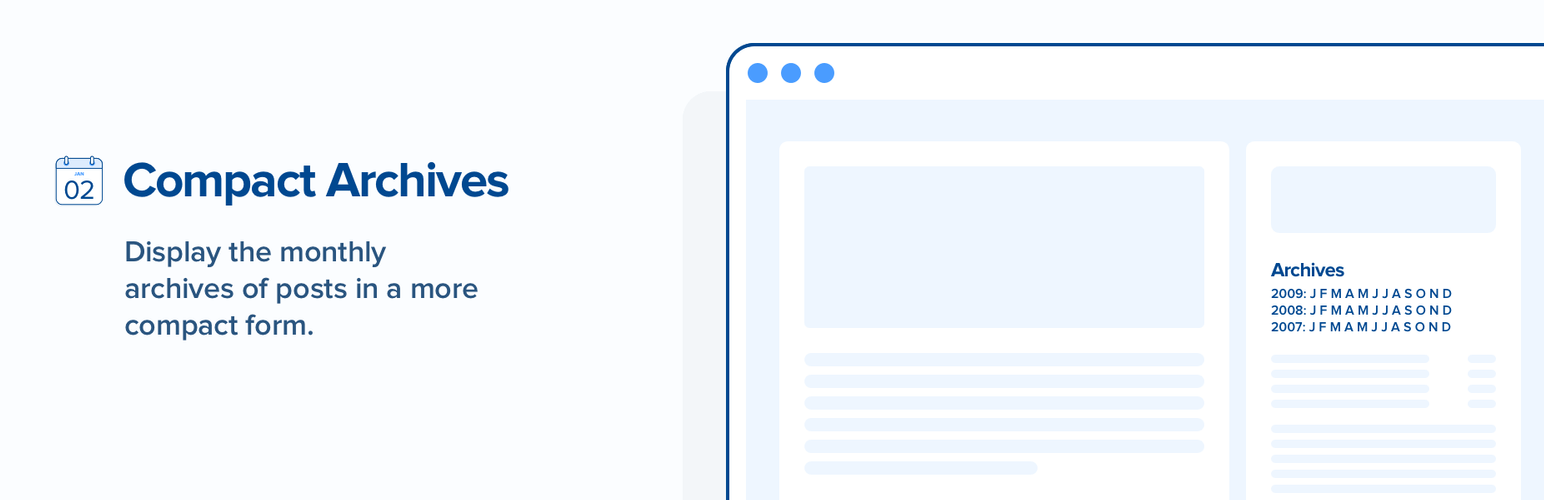 JAN
02
Compact Archives
Display the monthly
archives of posts in a more
compact form.
Archives
2009: J F M A M J J A S O N D
2008: J F M A M J J A S O N D
2007: J F M A M J J A S O N D